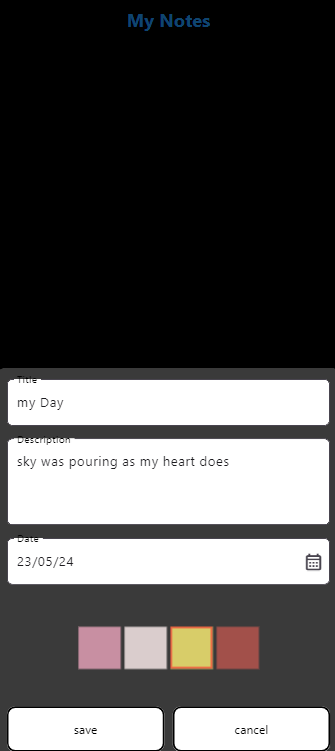 My Notes
Title
my Day
Description
sky was pouring as my heart does
Date
23/05/24
save
cancel